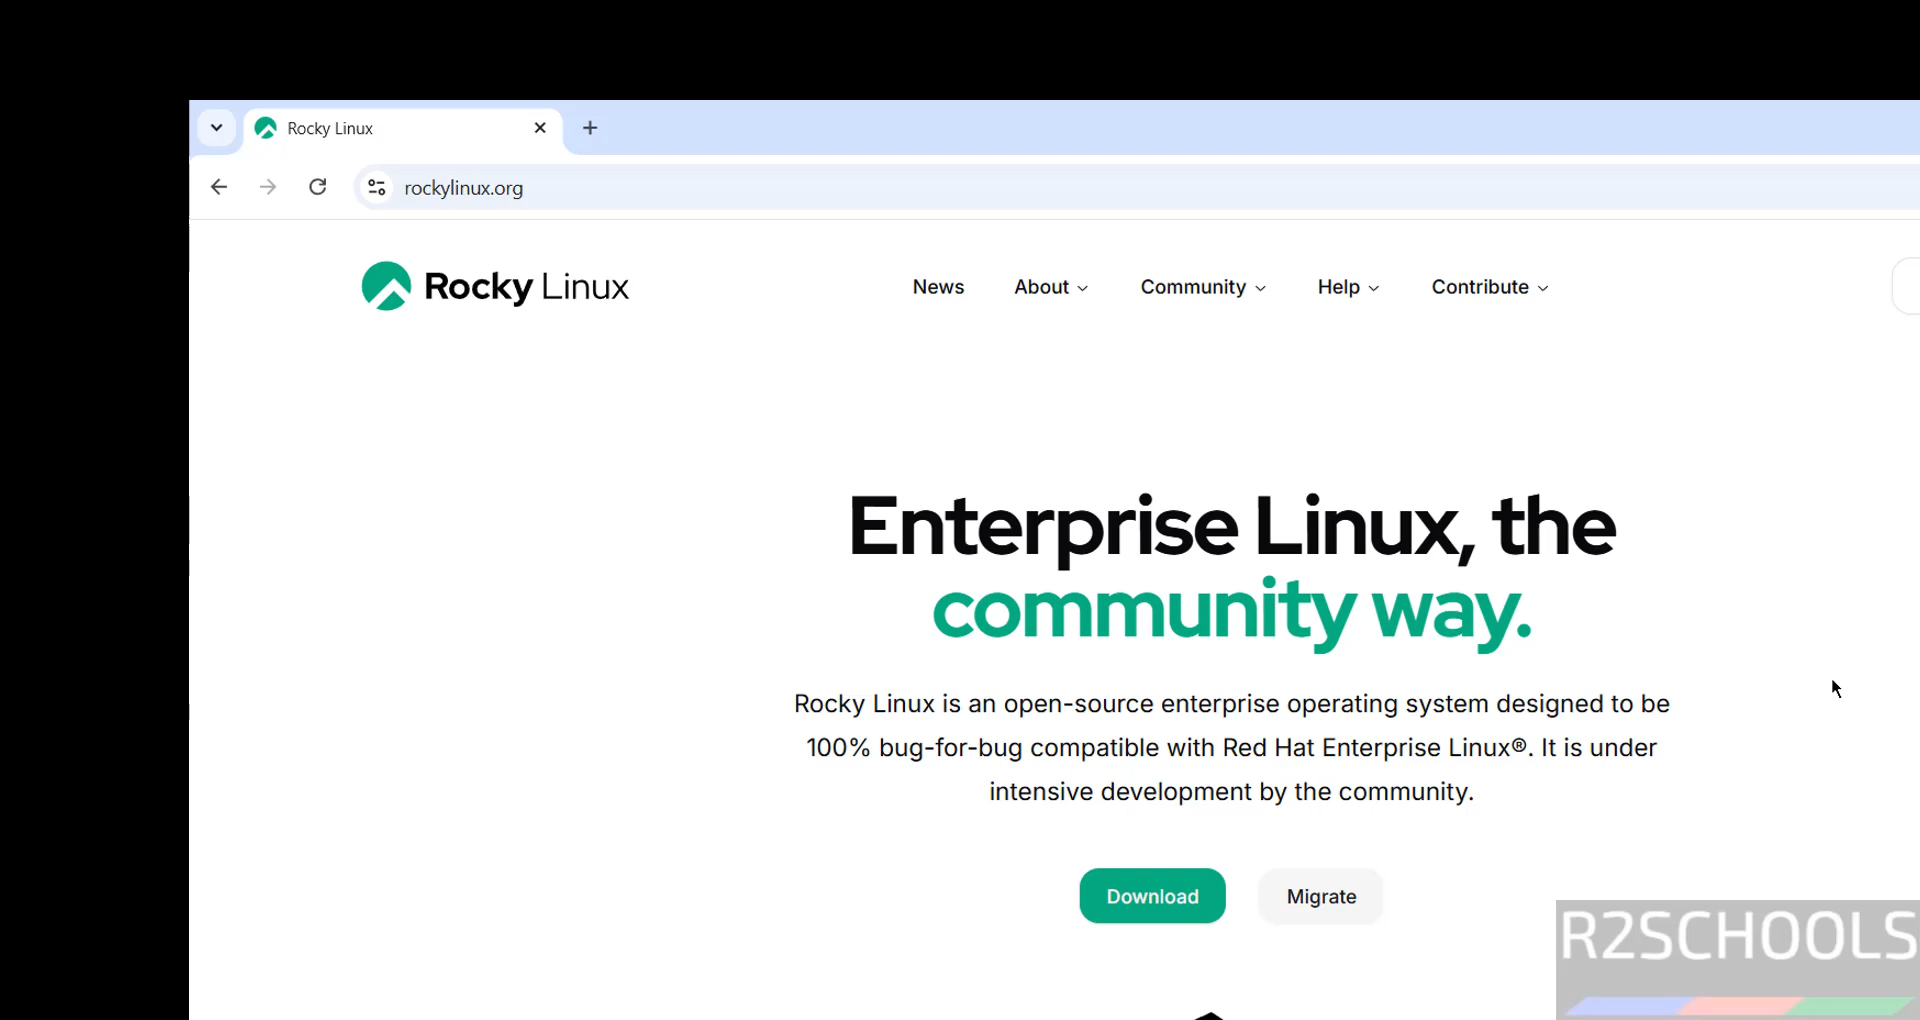 Rocky Linux
rockylinux.org
Rocky Linux
News
About
Community
Help
Contribute
Enterprise Linux, the
community way.
Rocky Linux is an open-source enterprise operating system designed to be
100% bug-for-bug compatible with Red Hat Enterprise Linux®. It is under
intensive development by the community.
Download
Migrate
R2SCHOOLS